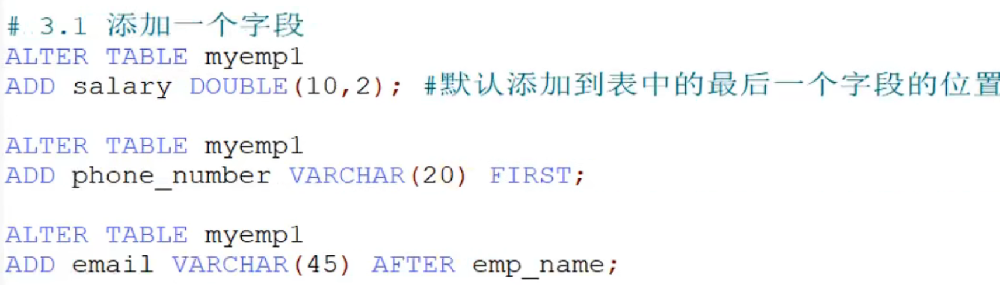 # 3.1 添加一个字段
ALTER TABLE myemp1
ADD salary DOUBLE(10,2); #默认添加到表中的最后一个字段的位置
ALTER TABLE myemp1
ADD phone_number VARCHAR(20) FIRST;
ALTER TABLE myemp1
ADD email VARCHAR(45) AFTER emp_name;